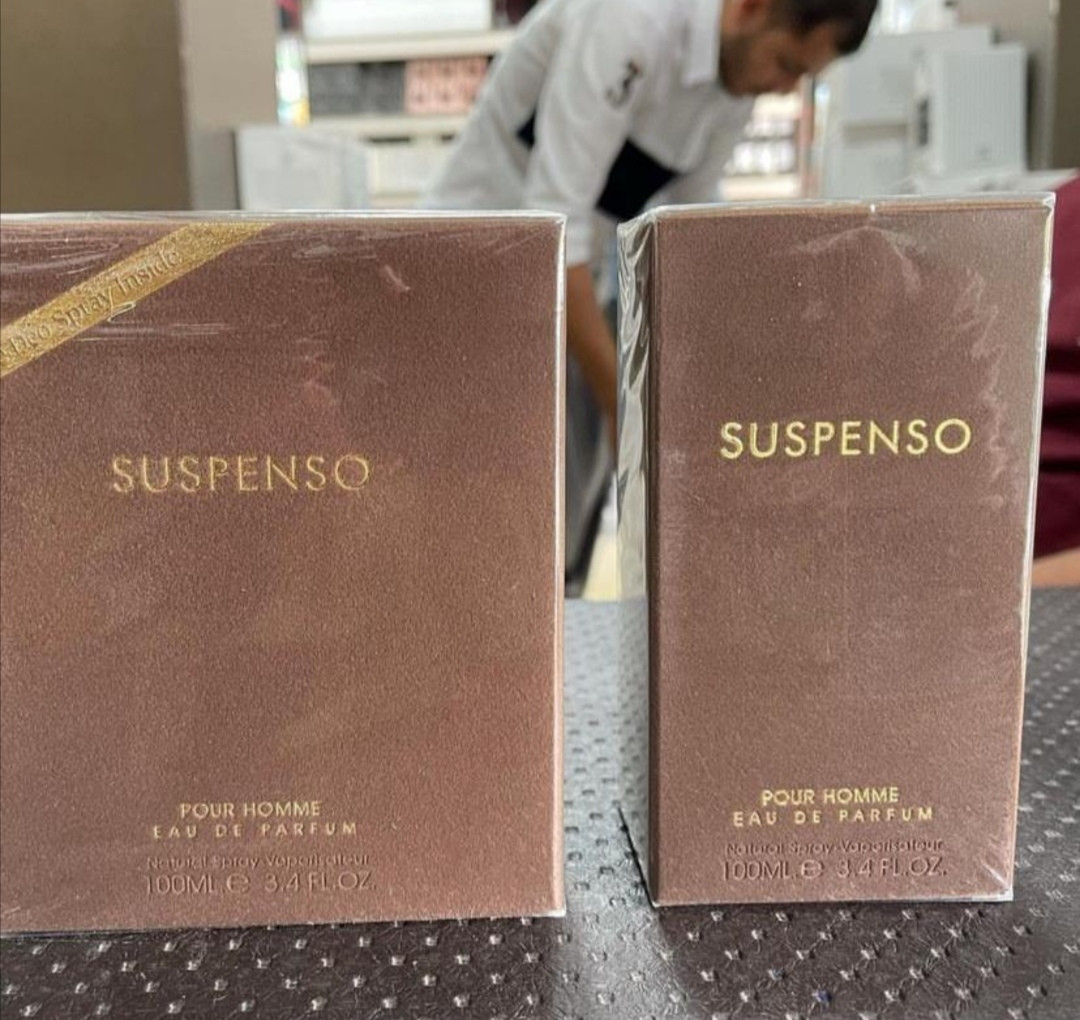 Deo Spray Inside
SUSPENSO
POUR HOMME
EAU DE PARFUM
Natural Spray-Vaporisateur
100ML e 3.4 FL.OZ.
3
SUSPENSO
POUR HOMME
EAU DE PARFUM
Natural Spray-Vaporisateur
100ML e 3.4 FL.OZ.